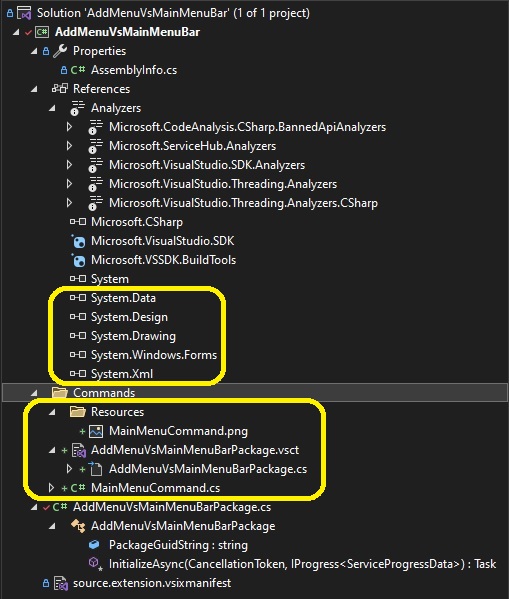 Solution 'AddMenuVsMainMenuBar' (1 of 1 project)
AddMenuVsMainMenuBar
Properties
C# AssemblyInfo.cs
References
Analyzers
Microsoft.CodeAnalysis.CSharp.BannedApiAnalyzers
Microsoft.ServiceHub.Analyzers
Microsoft.VisualStudio.SDK.Analyzers
Microsoft.VisualStudio.Threading.Analyzers
Microsoft.VisualStudio.Threading.Analyzers.CSharp
Microsoft.CSharp
Microsoft.VisualStudio.SDK
Microsoft.VSSDK.BuildTools
System
System.Data
System.Design
System.Drawing
System.Windows.Forms
System.Xml
Commands
Resources
MainMenuCommand.png
AddMenuVsMainMenuBarPackage.vsct
AddMenuVsMainMenuBarPackage.cs
C# MainMenuCommand.cs
C# AddMenuVsMainMenuBarPackage.cs
AddMenuVsMainMenuBarPackage
PackageGuidString : string
InitializeAsync(CancellationToken, IProgress<ServiceProgressData>) : Task
source.extension.vsixmanifest